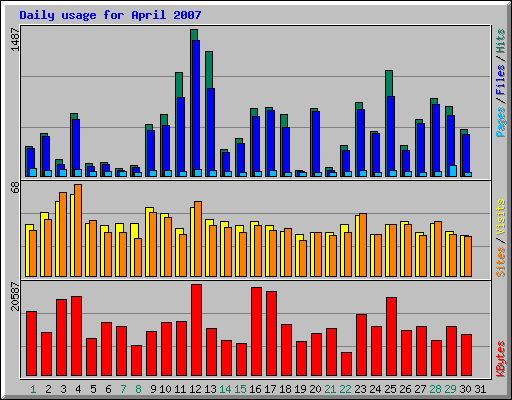 Daily usage for April 2007
1487
68
20587
Pages / Files / Hits
Sites / Visits
KBytes
1 2 3 4 5 6 7 8 9 10 11 12 13 14 15 16 17 18 19 20 21 22 23 24 25 26 27 28 29 30 31